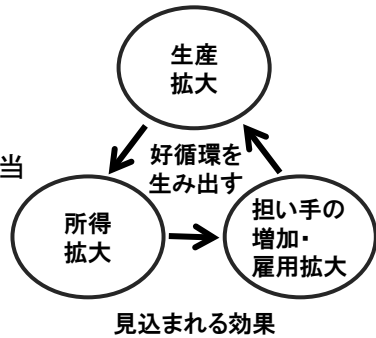 生産
拡大
当
好循環を
生み出す
所得
拡大
担い手の
増加・
雇用拡大
見込まれる効果